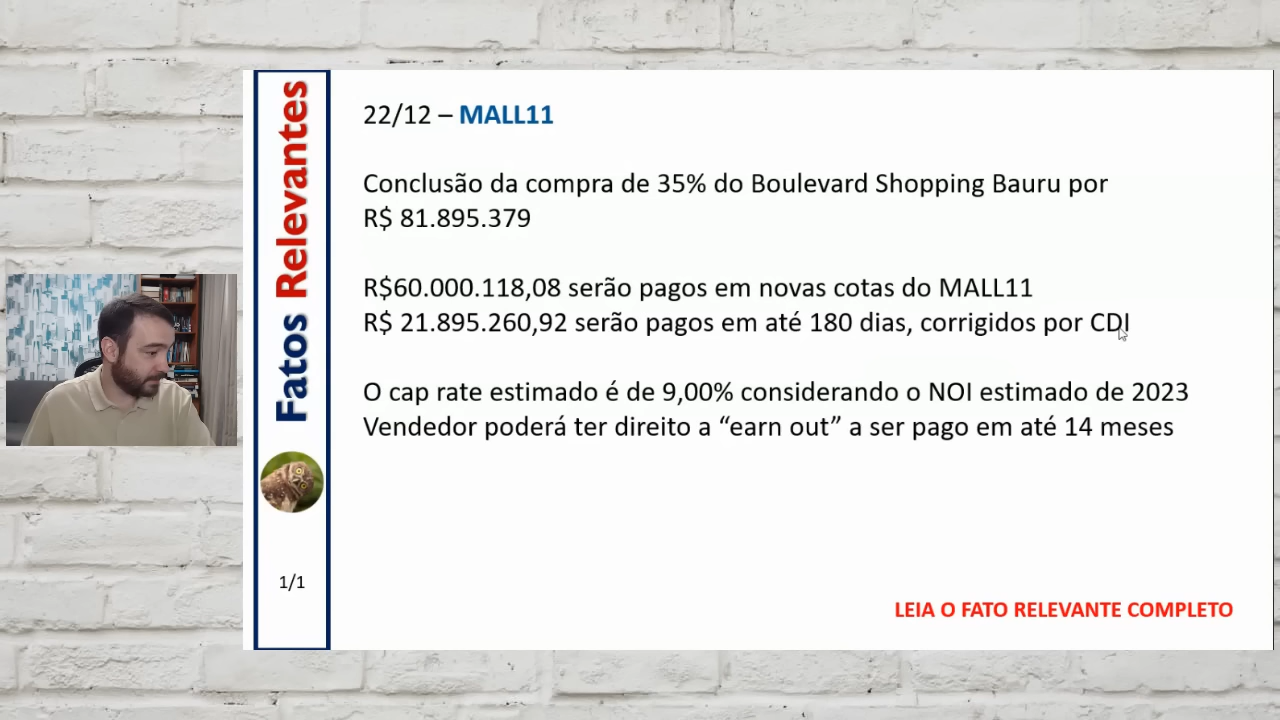 Fatos Relevantes
22/12 – MALL11
Conclusão da compra de 35% do Boulevard Shopping Bauru por
R$ 81.895.379
R$60.000.118,08 serão pagos em novas cotas do MALL11
R$ 21.895.260,92 serão pagos em até 180 dias, corrigidos por CDI
O cap rate estimado é de 9,00% considerando o NOI estimado de 2023
Vendedor poderá ter direito a “earn out” a ser pago em até 14 meses
1/1
LEIA O FATO RELEVANTE COMPLETO